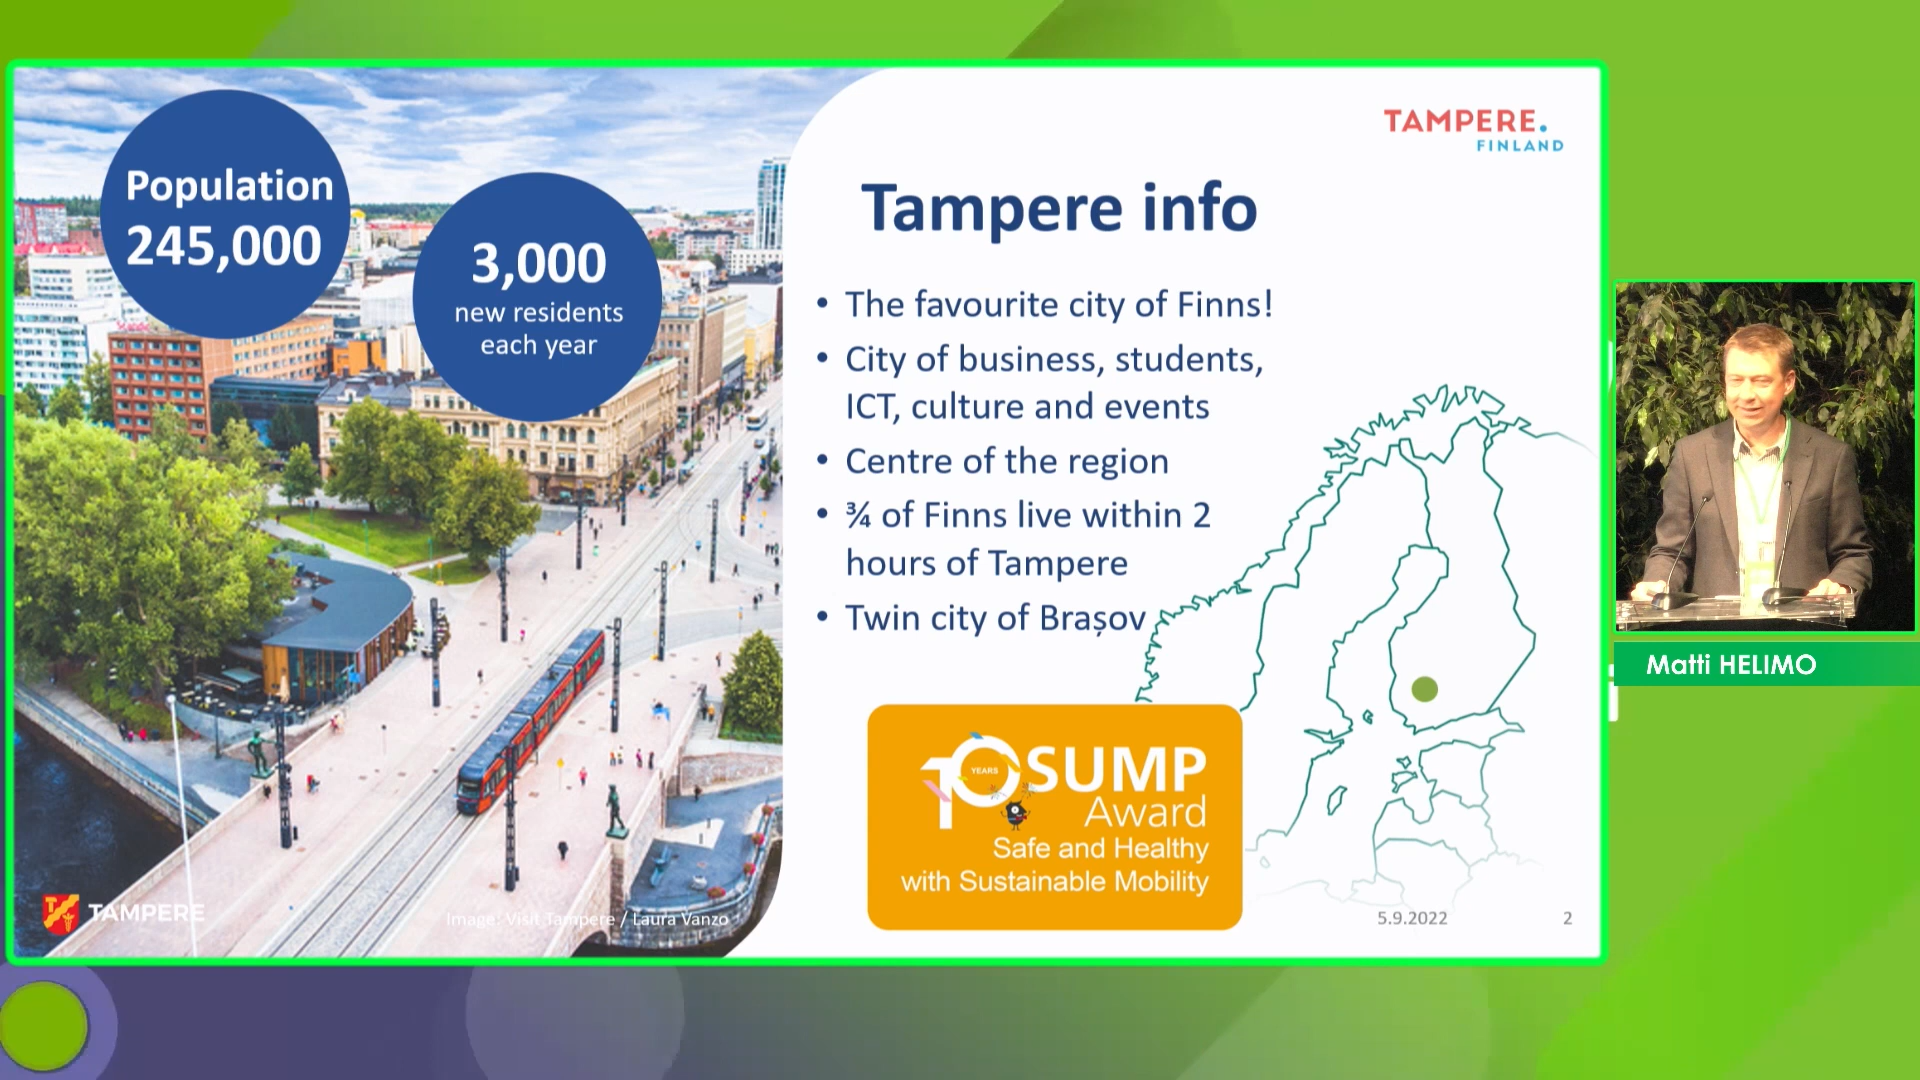 Population
245,000
3,000
new residents
each year
TAMPERE.
FINLAND
Tampere info
• The favourite city of Finns!
• City of business, students,
ICT, culture and events
• Centre of the region
• ¾ of Finns live within 2
hours of Tampere
• Twin city of Brașov
10 YEARS SUMP
Award
Safe and Healthy
with Sustainable Mobility
TAMPERE
Image: Visit Tampere / Laura Vanzo
5.9.2022
2
Matti HELIMO